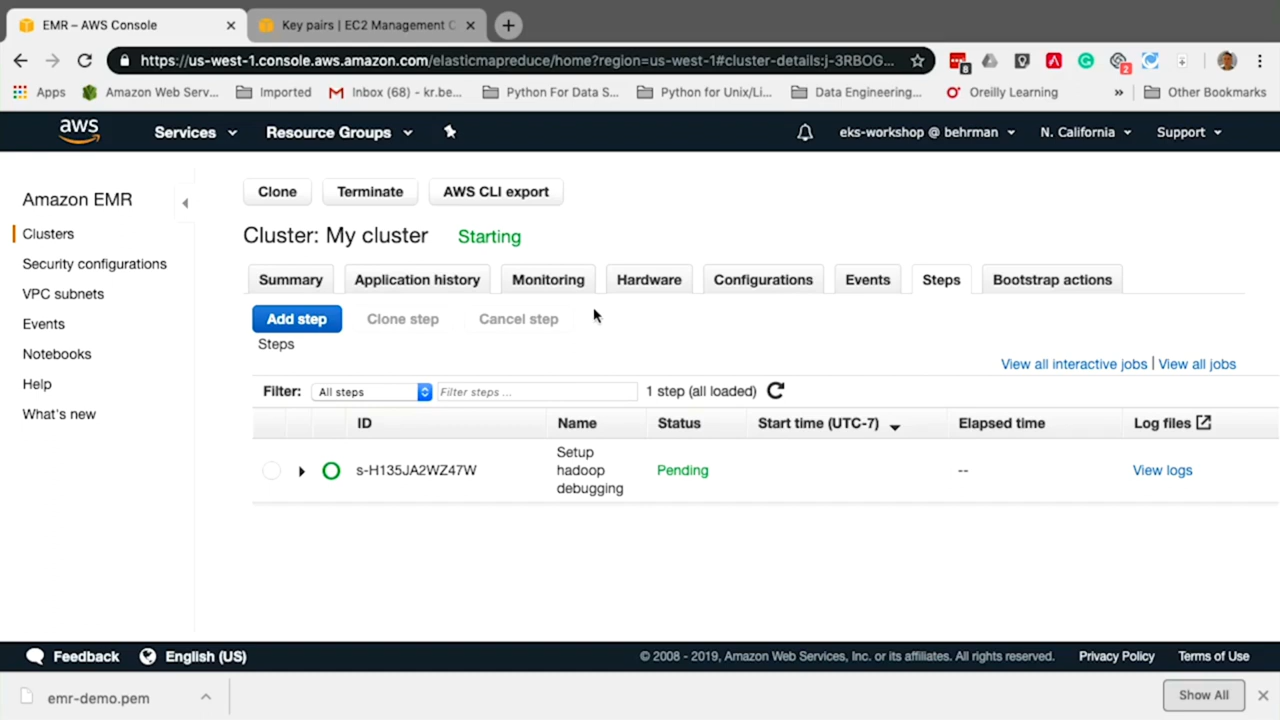 EMR – AWS Console
Key pairs | EC2 Management C
https://us-west-1.console.aws.amazon.com/elasticmapreduce/home?region=us-west-1#cluster-details:j-3RBOG...
8
2
Apps
Amazon Web Serv...
Imported
Inbox (68) - kr.be...
Python For Data S...
Python for Unix/Li...
Data Engineering...
Oreilly Learning
»
Other Bookmarks
aws
Services
Resource Groups
eks-workshop @ behrman
N. California
Support
Amazon EMR
Clusters
Security configurations
VPC subnets
Events
Notebooks
Help
What's new
Clone
Terminate
AWS CLI export
Cluster: My cluster Starting
Summary
Application history
Monitoring
Hardware
Configurations
Events
Steps
Bootstrap actions
Add step
Clone step
Cancel step
Steps
View all interactive jobs | View all jobs
Filter: All steps Filter steps ... 1 step (all loaded)
ID Name Status Start time (UTC-7) Elapsed time Log files
s-H135JA2WZ47W
Setup
hadoop
debugging
Pending
--
View logs
Feedback
English (US)
© 2008 - 2019, Amazon Web Services, Inc. or its affiliates. All rights reserved.
Privacy Policy
Terms of Use
emr-demo.pem
Show All